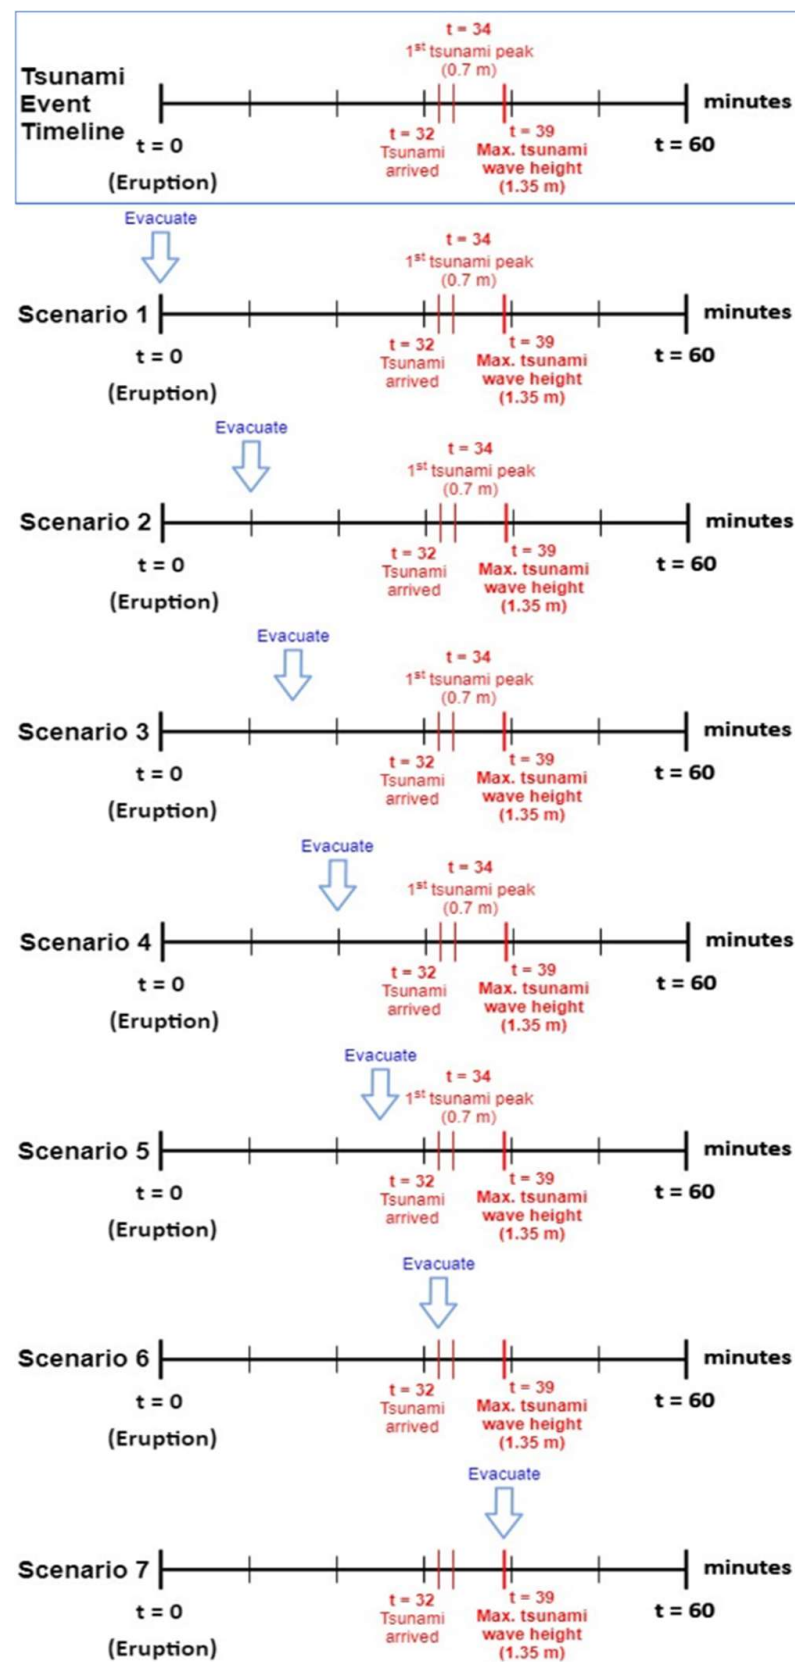 Tsunami
Event
Timeline
t = 34
1st tsunami peak
(0.7 m)
minutes
t = 0
(Eruption)
t = 32
Tsunami
arrived
t = 39
Max. tsunami
wave height
(1.35 m)
t = 60
Evacuate
Scenario 1
t = 34
1st tsunami peak
(0.7 m)
minutes
t = 0
(Eruption)
t = 32
Tsunami
arrived
t = 39
Max. tsunami
wave height
(1.35 m)
t = 60
Evacuate
Scenario 2
t = 34
1st tsunami peak
(0.7 m)
minutes
t = 0
(Eruption)
t = 32
Tsunami
arrived
t = 39
Max. tsunami
wave height
(1.35 m)
t = 60
Evacuate
Scenario 3
t = 34
1st tsunami peak
(0.7 m)
minutes
t = 0
(Eruption)
t = 32
Tsunami
arrived
t = 39
Max. tsunami
wave height
(1.35 m)
t = 60
Evacuate
Scenario 4
t = 34
1st tsunami peak
(0.7 m)
minutes
t = 0
(Eruption)
t = 32
Tsunami
arrived
t = 39
Max. tsunami
wave height
(1.35 m)
t = 60
Evacuate
Scenario 5
t = 34
1st tsunami peak
(0.7 m)
minutes
t = 0
(Eruption)
t = 32
Tsunami
arrived
t = 39
Max. tsunami
wave height
(1.35 m)
t = 60
Evacuate
Scenario 6
minutes
t = 0
(Eruption)
t = 32
Tsunami
arrived
t = 39
Max. tsunami
wave height
(1.35 m)
t = 60
Evacuate
Scenario 7
minutes
t = 0
(Eruption)
t = 32
Tsunami
arrived
t = 39
Max. tsunami
wave height
(1.35 m)
t = 60